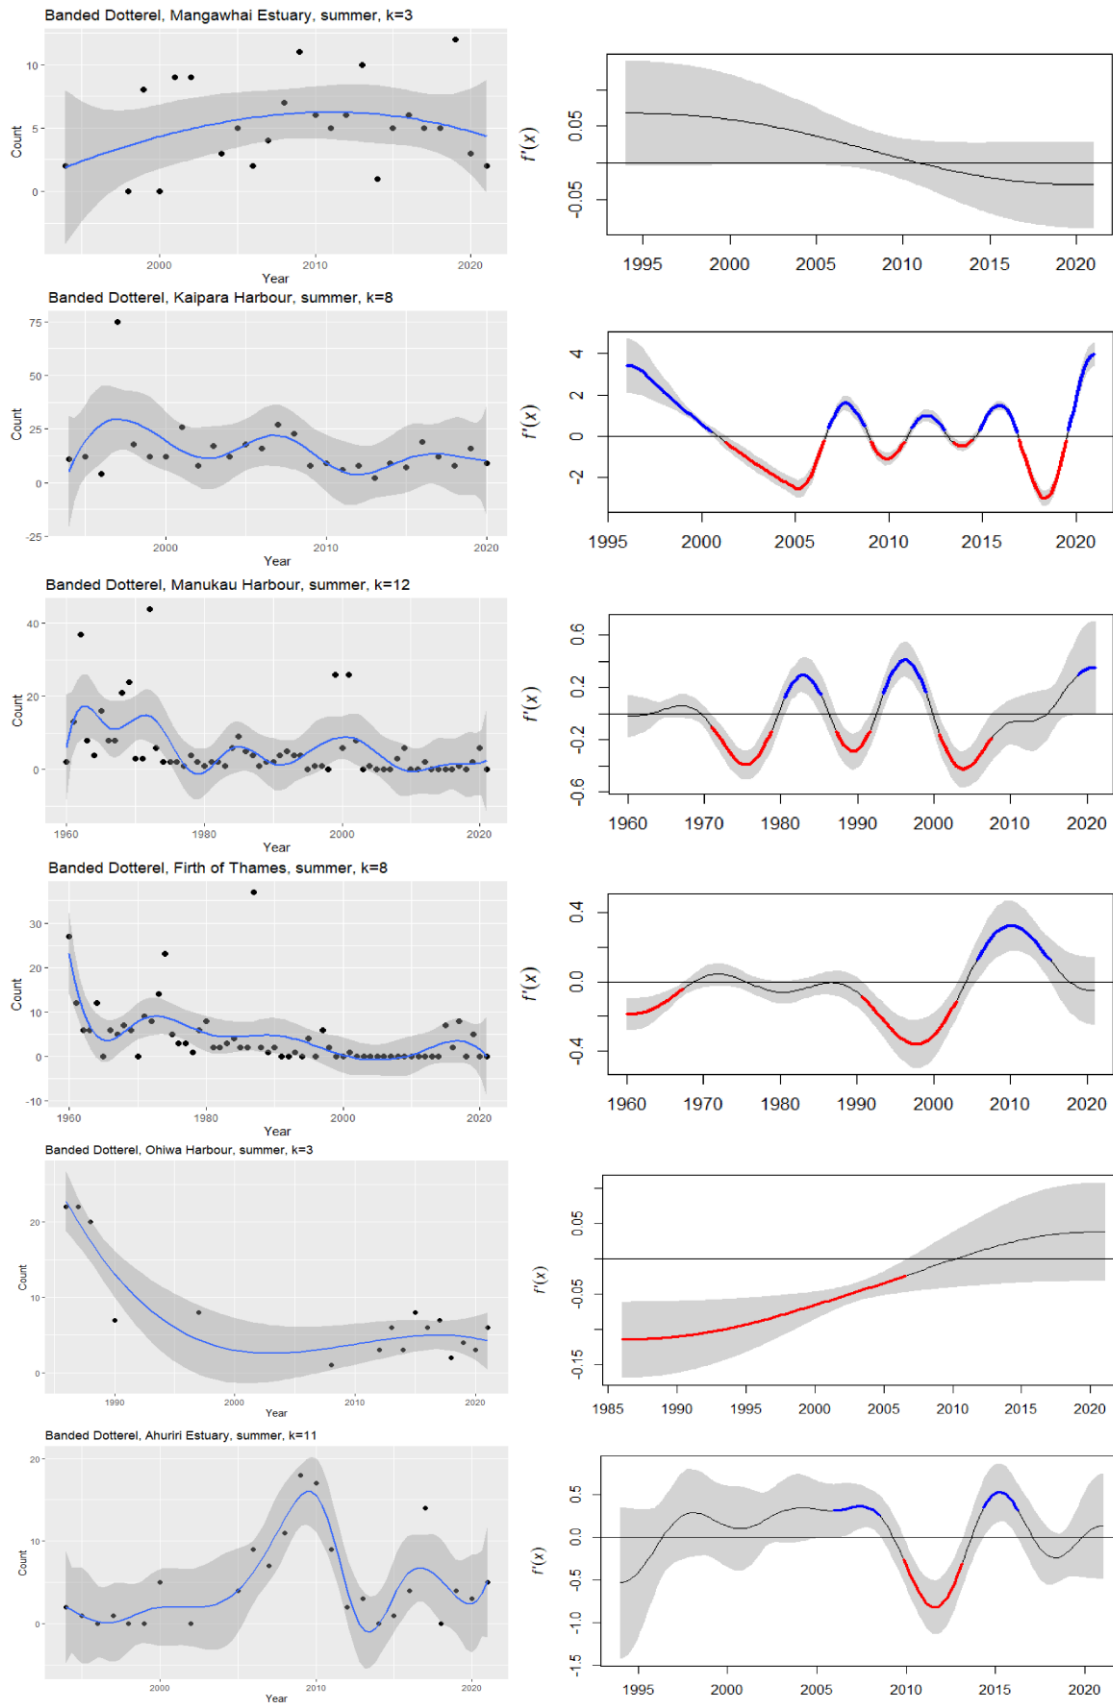 Banded Dotterel, Mangawhai Estuary, summer, k=3
10
5
0
Count
2000 2010 2020
Year
0.05
-0.05
f'(x)
1995 2000 2005 2010 2015 2020
Banded Dotterel, Kaipara Harbour, summer, k=8
75
50
25
0
-25
Count
2000 2010 2020
Year
4
2
0
-2
f'(x)
1995 2000 2005 2010 2015 2020
Banded Dotterel, Manukau Harbour, summer, k=12
40
20
0
Count
1960 1980 2000 2020
Year
0.6
0.2
-0.2
-0.6
f'(x)
1960 1970 1980 1990 2000 2010 2020
Banded Dotterel, Firth of Thames, summer, k=8
30
20
10
0
-10
Count
1960 1980 2000 2020
Year
0.4
0.0
-0.4
f'(x)
1960 1970 1980 1990 2000 2010 2020
Banded Dotterel, Ohiwa Harbour, summer, k=3
20
10
0
Count
1990 2000 2010 2020
Year
0.05
-0.05
-0.15
f'(x)
1985 1990 1995 2000 2005 2010 2015 2020
Banded Dotterel, Ahuriri Estuary, summer, k=11
20
10
0
Count
2000 2010 2020
Year
0.5
0.0
-0.5
-1.0
-1.5
f'(x)
1995 2000 2005 2010 2015 2020